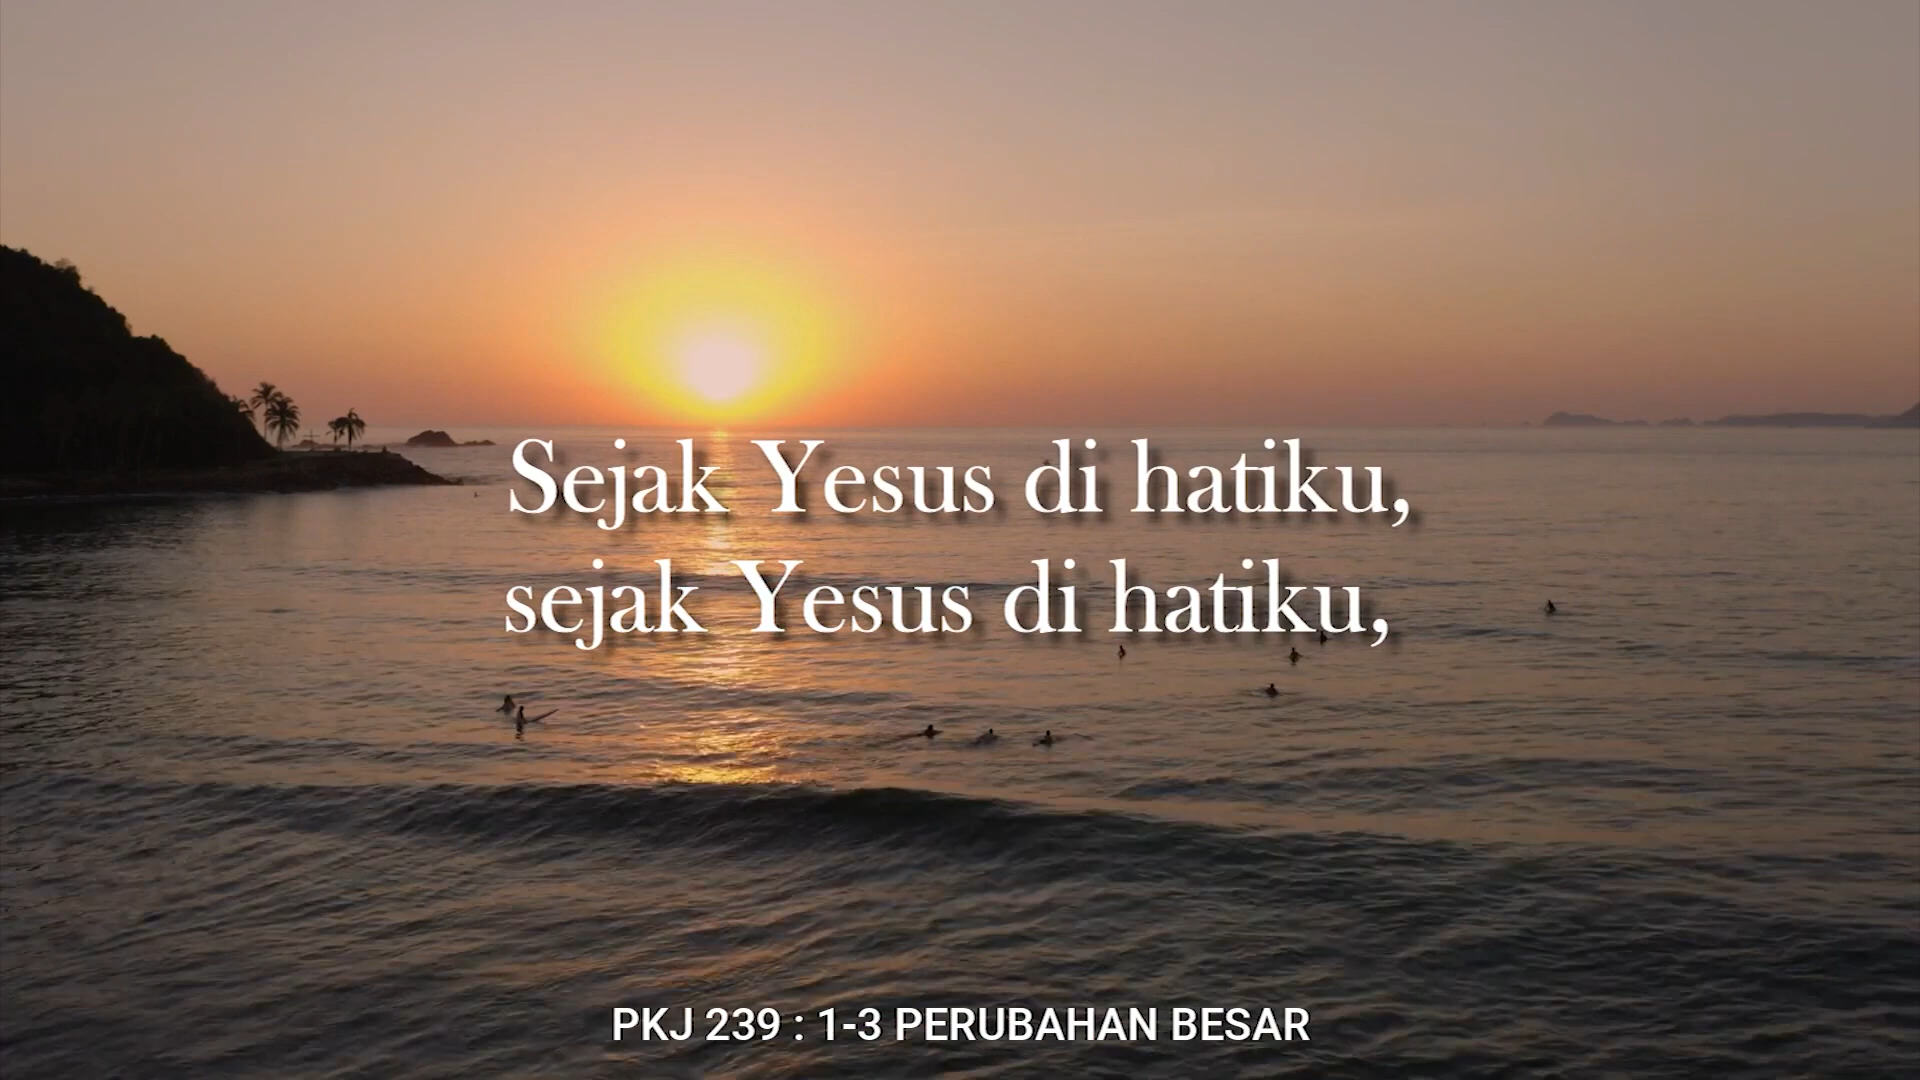 Sejak Yesus di hatiku,
sejak Yesus di hatiku,
PKJ 239 : 1-3 PERUBAHAN BESAR